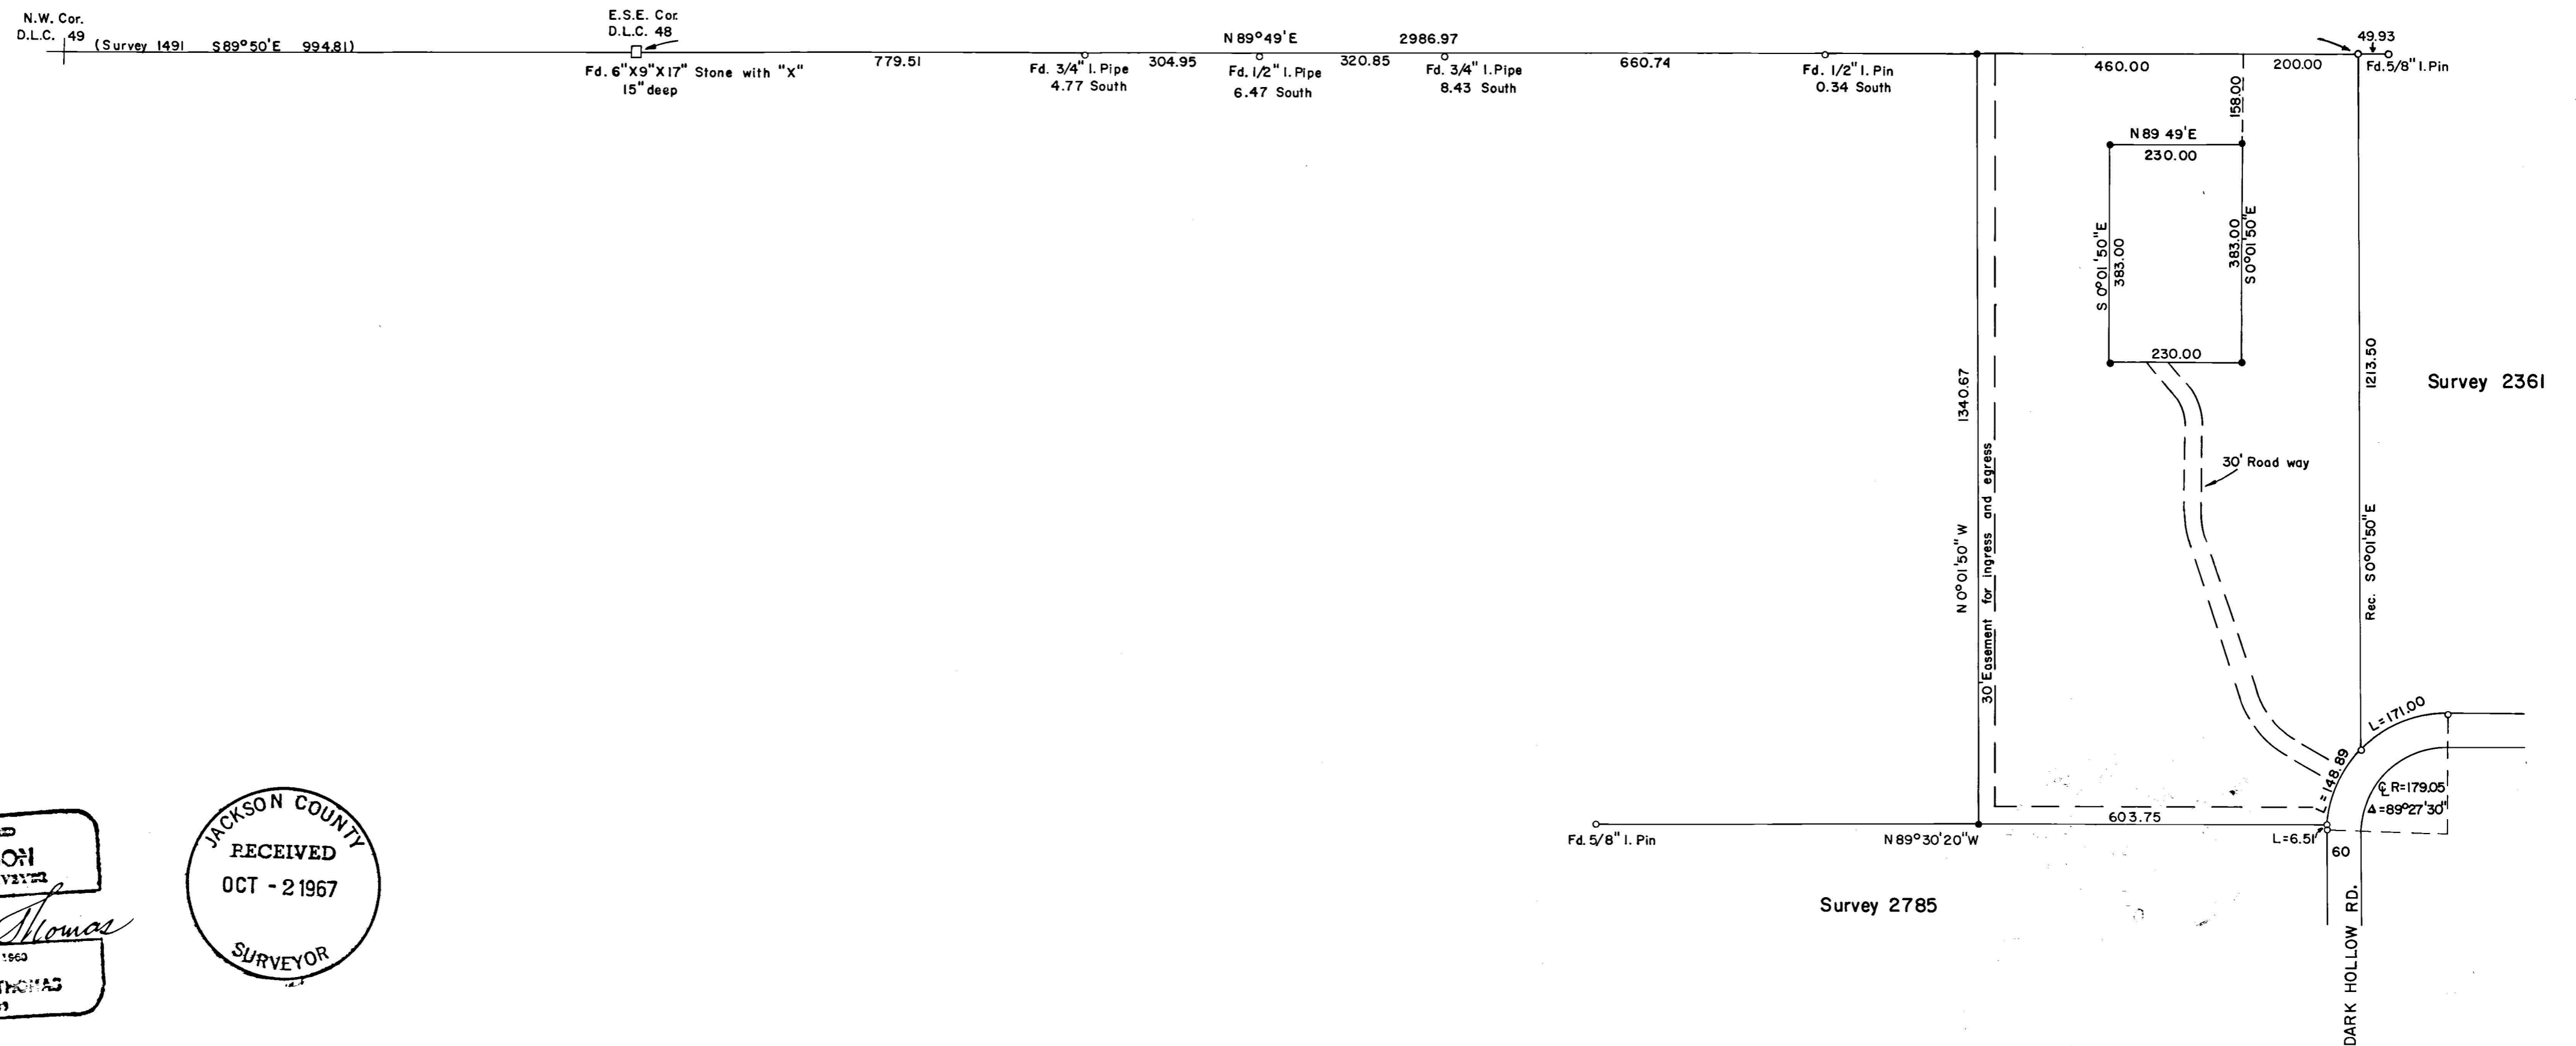 N.W. Cor.
D.L.C. 49
(Survey 1491 S89°50'E 994.81)
E.S.E. Cor.
D.L.C. 48
Fd. 6"X9"X17" Stone with "X"
15" deep
779.51
Fd. 3/4" I. Pipe
4.77 South
304.95
N 89°49'E 2986.97
Fd. 1/2" I. Pipe
6.47 South
320.85
Fd. 3/4" I. Pipe
8.43 South
660.74
Fd. 1/2" I. Pin
0.34 South
460.00
200.00
49.93
Fd. 5/8" I. Pin
158.00
N 89 49'E
230.00
S 0°01'50"E
383.00
383.00
S 0°01'50"E
230.00
1340.67
N 0°01'50" W
30' Easement for ingress and egress
30' Road way
1213.50
Rec. S 0°01'50"E
Survey 2361
L=171.00
L=148.89
℄ R=179.05
Δ=89°27'30"
603.75
L=6.51
60
Fd. 5/8" I. Pin
N 89°30'20"W
Survey 2785
DARK HOLLOW RD.
JACKSON COUNTY
RECEIVED
OCT - 2 1967
SURVEYOR
ON
Thomas
1960
THOMAS